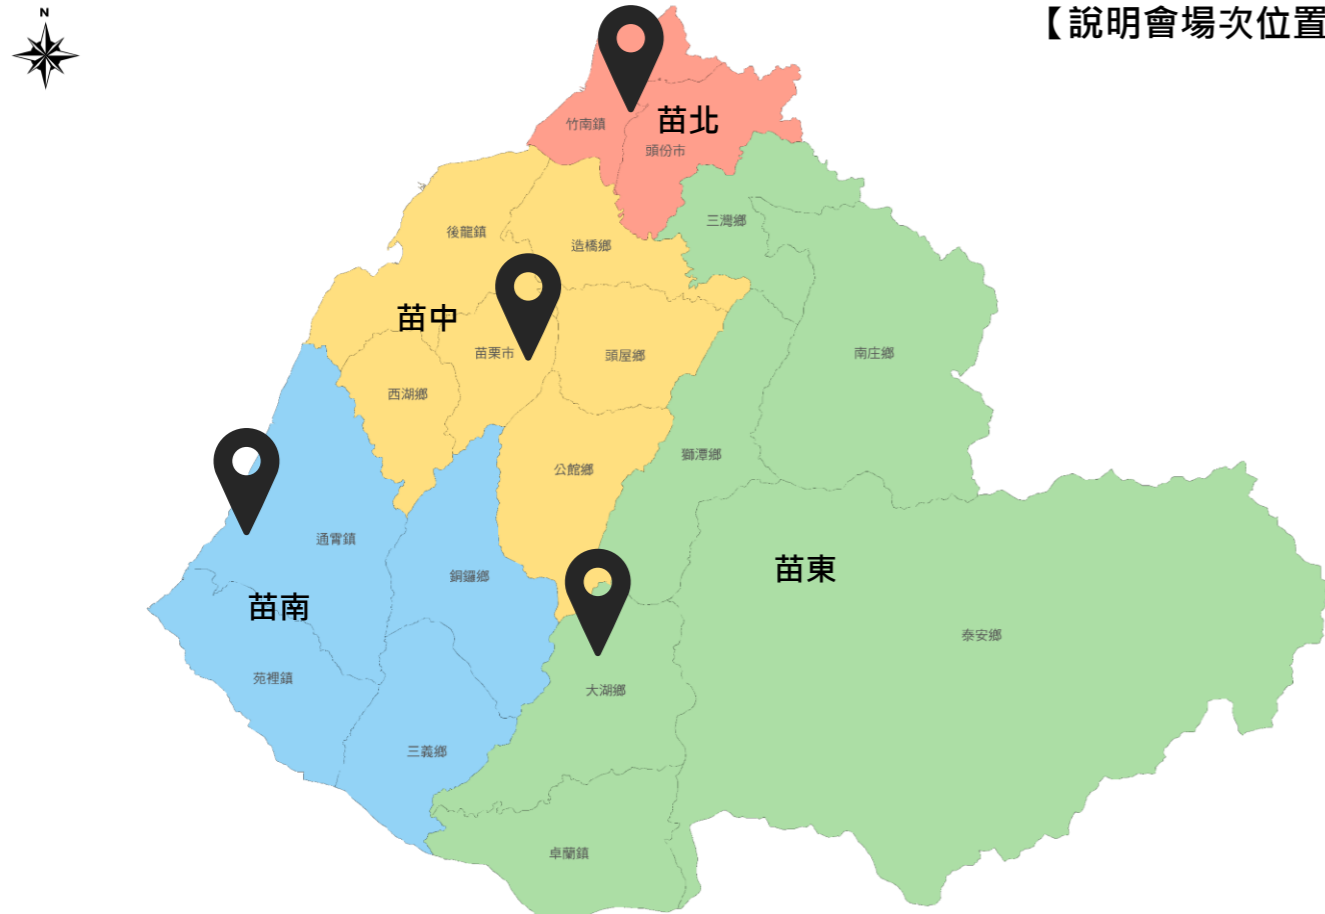 N
【說明會場次位置
苗北
竹南鎮
頭份市
三灣鄉
後龍鎮
造橋鄉
苗中
苗栗市
頭屋鄉
南庄鄉
西湖鄉
獅潭鄉
公館鄉
通霄鎮
銅鑼鄉
苗東
苗南
泰安鄉
苑裡鎮
大湖鄉
三義鄉
卓蘭鎮